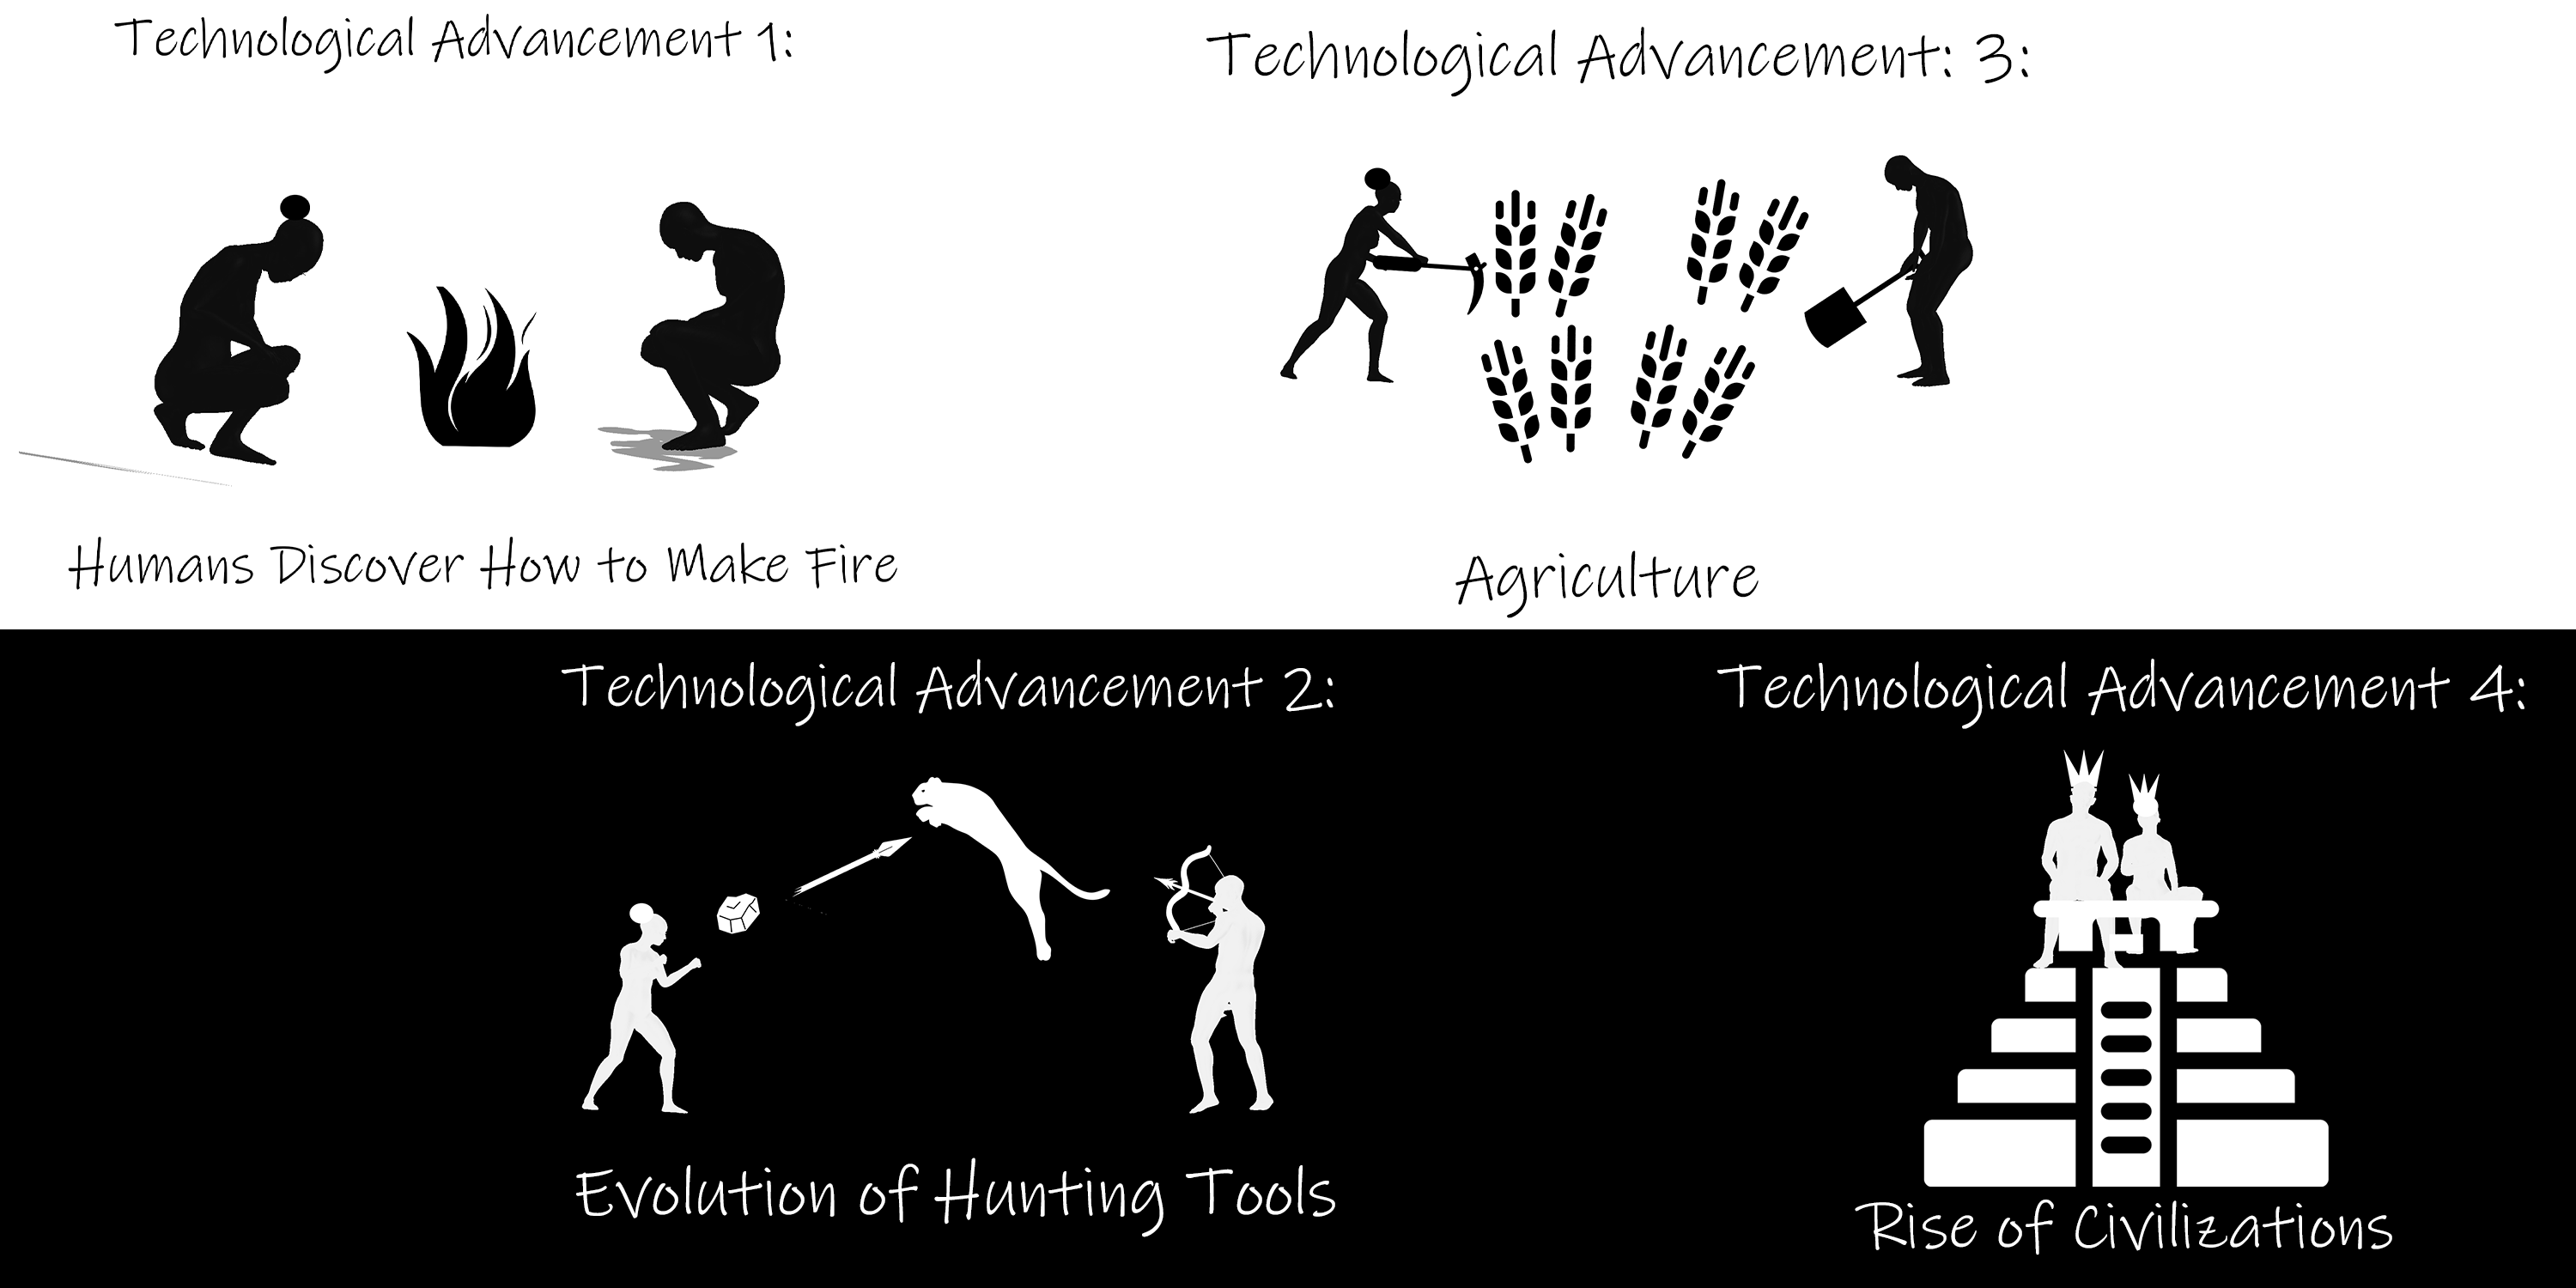 Technological Advancement 1:
Humans Discover How to Make Fire
Technological Advancement 2:
Evolution of Hunting Tools
Technological Advancement: 3:
Agriculture
Technological Advancement 4:
Rise of Civilizations